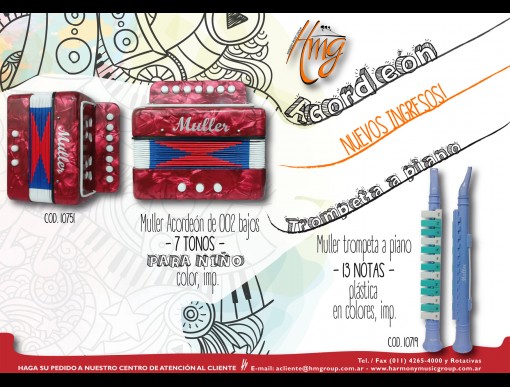 Hmg
Acordeón
NUEVOS INGRESOS!
Muller
Muller
COD. 10751
Muller Acordeón de 002 bajos
- 7 TONOS -
PARA NIÑO
color, imp.
Trompeta a piano
Muller trompeta a piano
- 13 NOTAS -
plástica
en colores, imp.
COD. 10719
Tel. / Fax (011) 4265-4000 y Rotativas
HAGA SU PEDIDO A NUESTRO CENTRO DE ATENCIÓN AL CLIENTE
E-mail: acliente@hmgroup.com.ar - www.harmonymusicgroup.com.ar